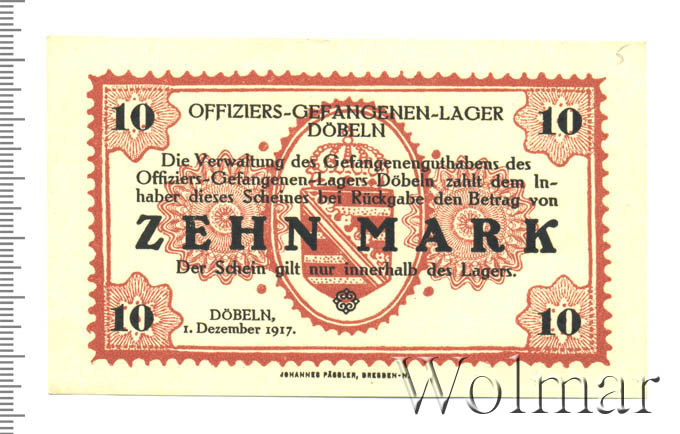 5
10 10
OFFIZIERS-GEFANGENEN-LAGER
DÖBELN
Die Verwaltung des Gefangenenguthabens des
Offiziers-Gefangenen-Lagers Döbeln zahlt dem In-
haber dieses Scheines bei Rückgabe den Betrag von
ZEHN MARK
Der Schein gilt nur innerhalb des Lagers.
DÖBELN,
1. Dezember 1917.
10 10
JOHANNES PÄSSLER, DRESDEN-N.
Wolmar